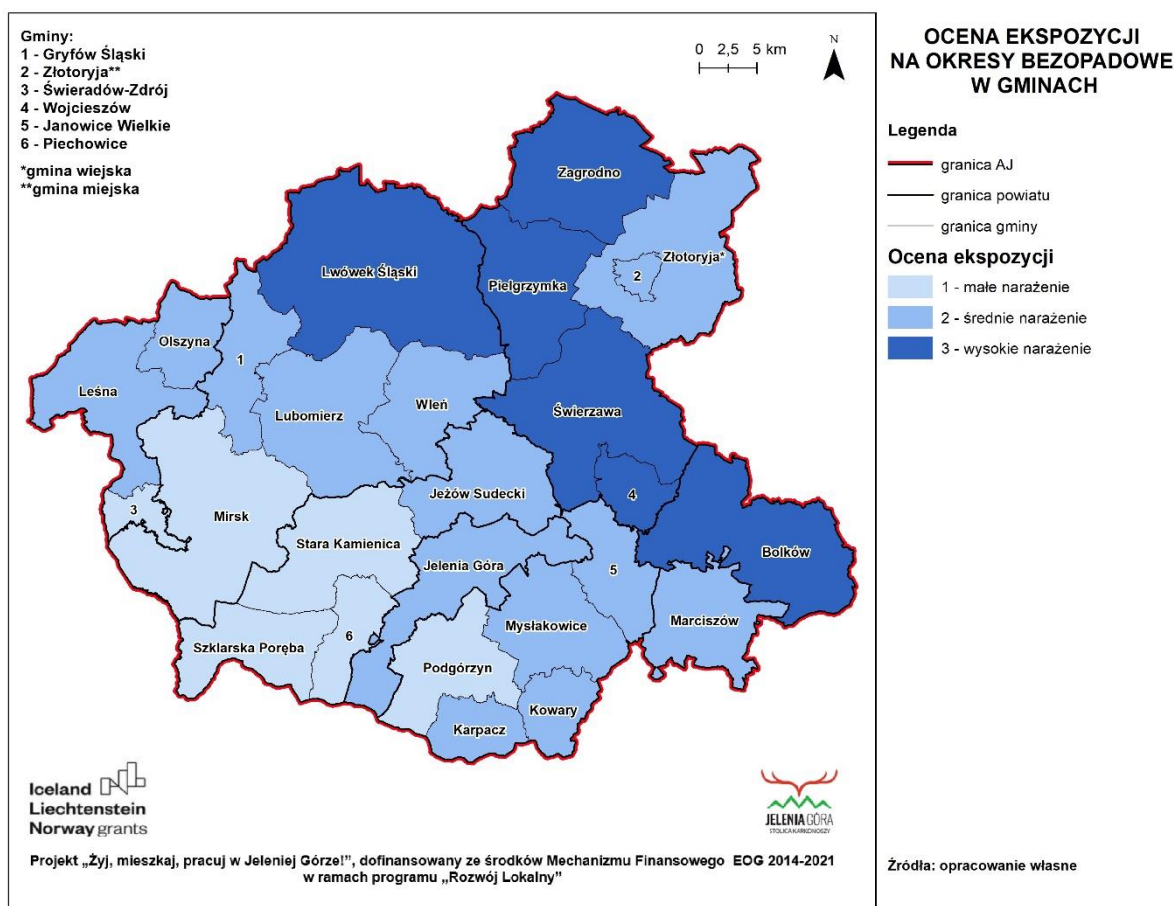 Gminy:
1 - Gryfów Śląski
2 - Złotoryja**
3 - Świeradów-Zdrój
4 - Wojcieszów
5 - Janowice Wielkie
6 - Piechowice
*gmina wiejska
**gmina miejska
0 2,5 5 km
N
OCENA EKSPOZYCJI
NA OKRESY BEZOPADOWE
W GMINACH
Legenda
granica AJ
granica powiatu
granica gminy
Ocena ekspozycji
1 - małe narażenie
2 - średnie narażenie
3 - wysokie narażenie
Zagrodno
Złotoryja*
2
Lwówek Śląski
Pielgrzymka
Olszyna
1
Leśna
Lubomierz
Wleń
Świerzawa
Jeżów Sudecki
4
3
Mirsk
Stara Kamienica
Bolków
Jelenia Góra
5
Marciszów
Mysłakowice
6
Szklarska Poręba
Podgórzyn
Kowary
Karpacz
Iceland
Liechtenstein
Norway grants
JELENIA GÓRA
STOLICA KARKONOSZY
Projekt „Żyj, mieszkaj, pracuj w Jeleniej Górze!”, dofinansowany ze środków Mechanizmu Finansowego EOG 2014-2021
w ramach programu „Rozwój Lokalny”
Źródła: opracowanie własne